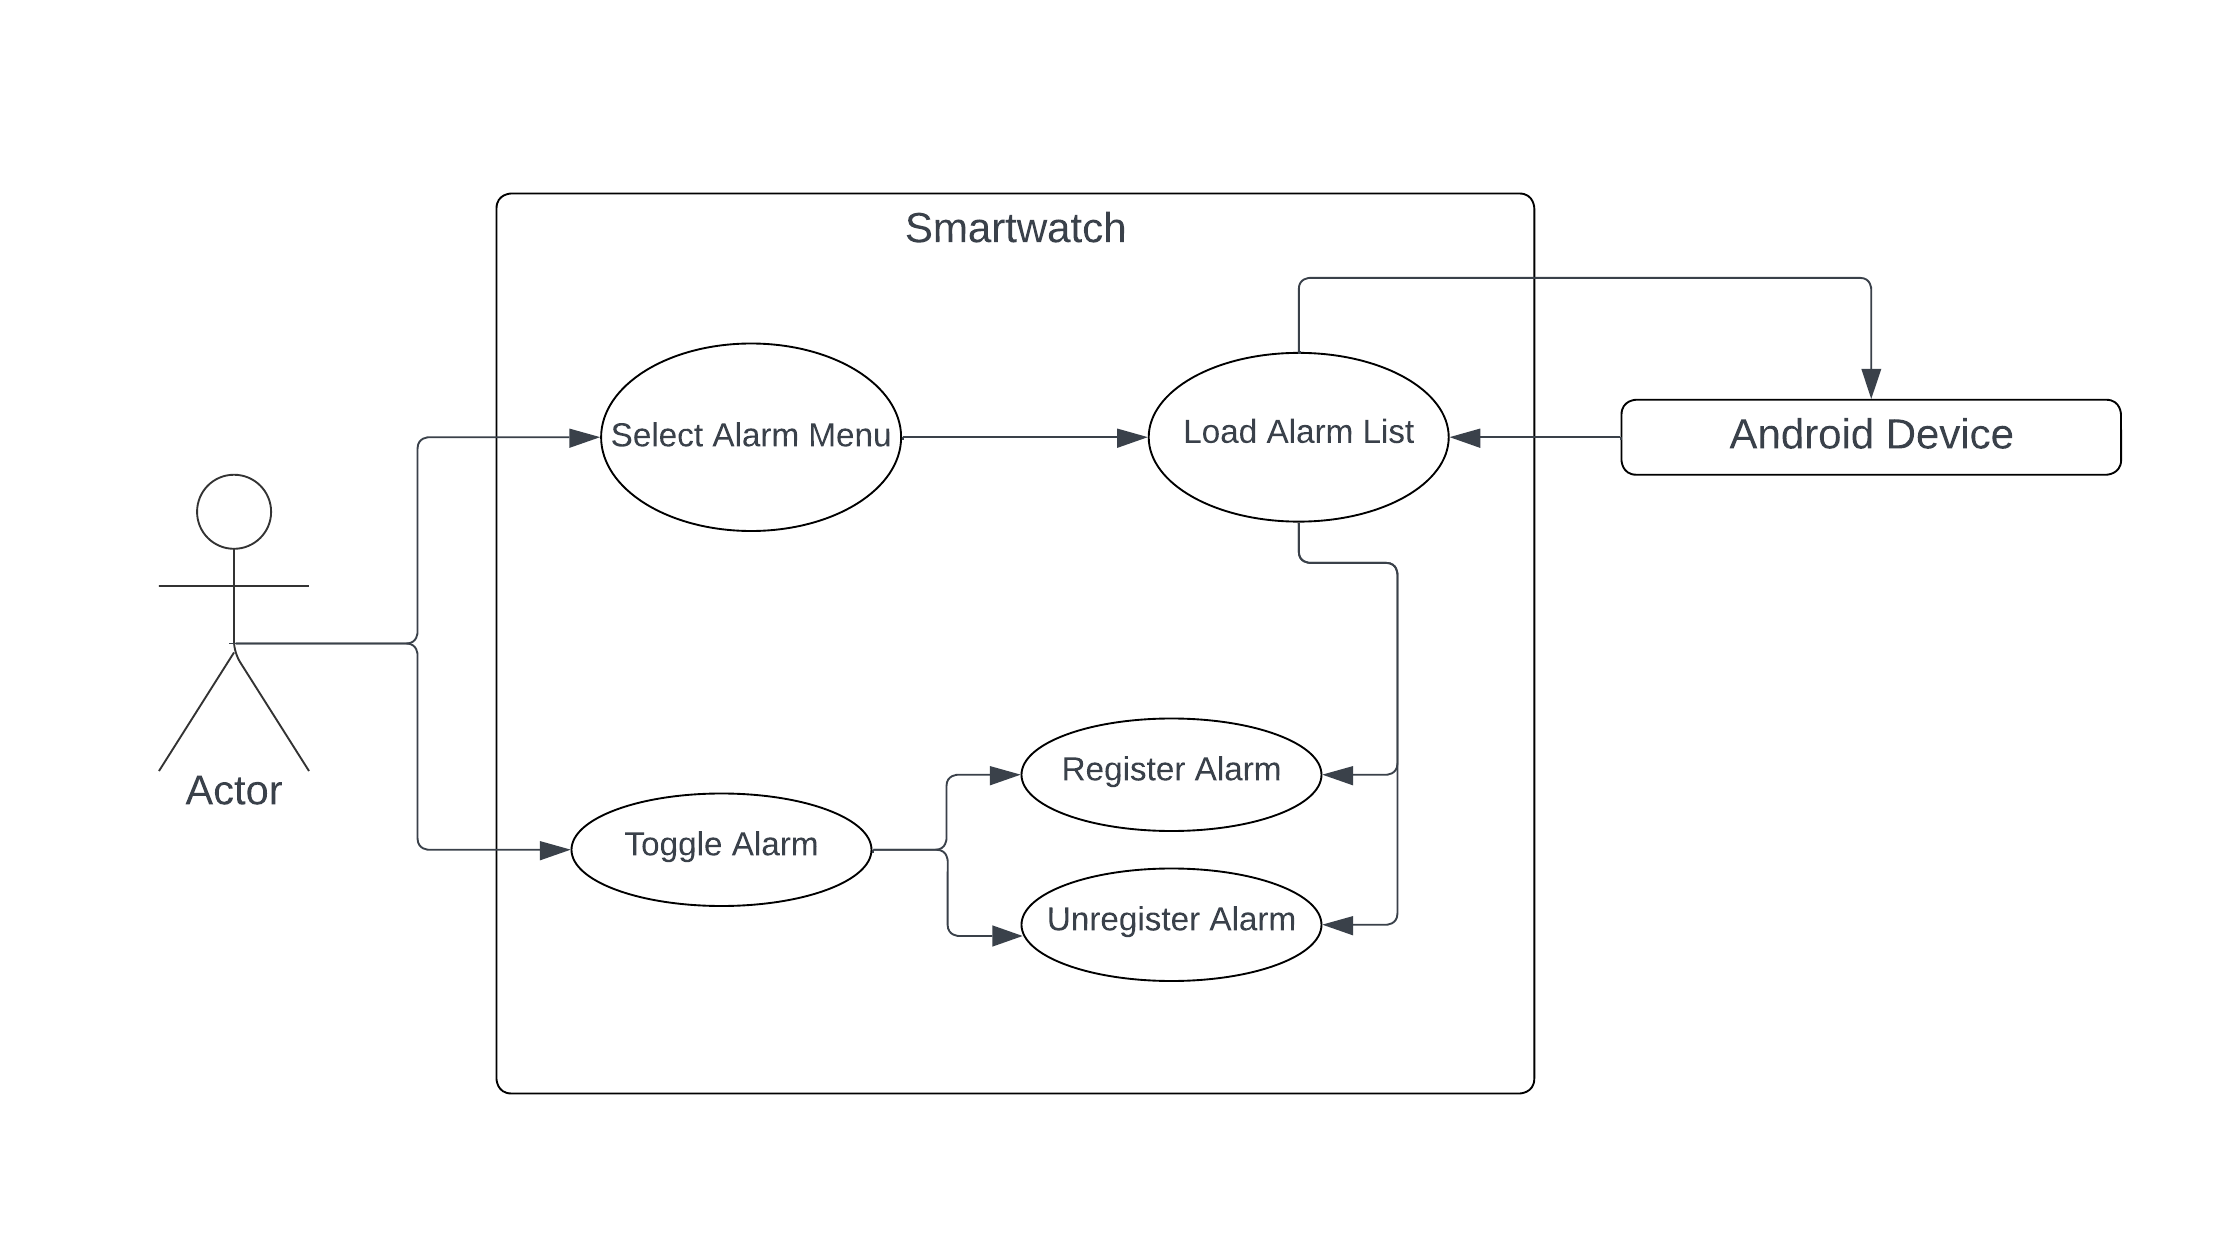 Smartwatch
Select Alarm Menu
Load Alarm List
Android Device
Actor
Toggle Alarm
Register Alarm
Unregister Alarm